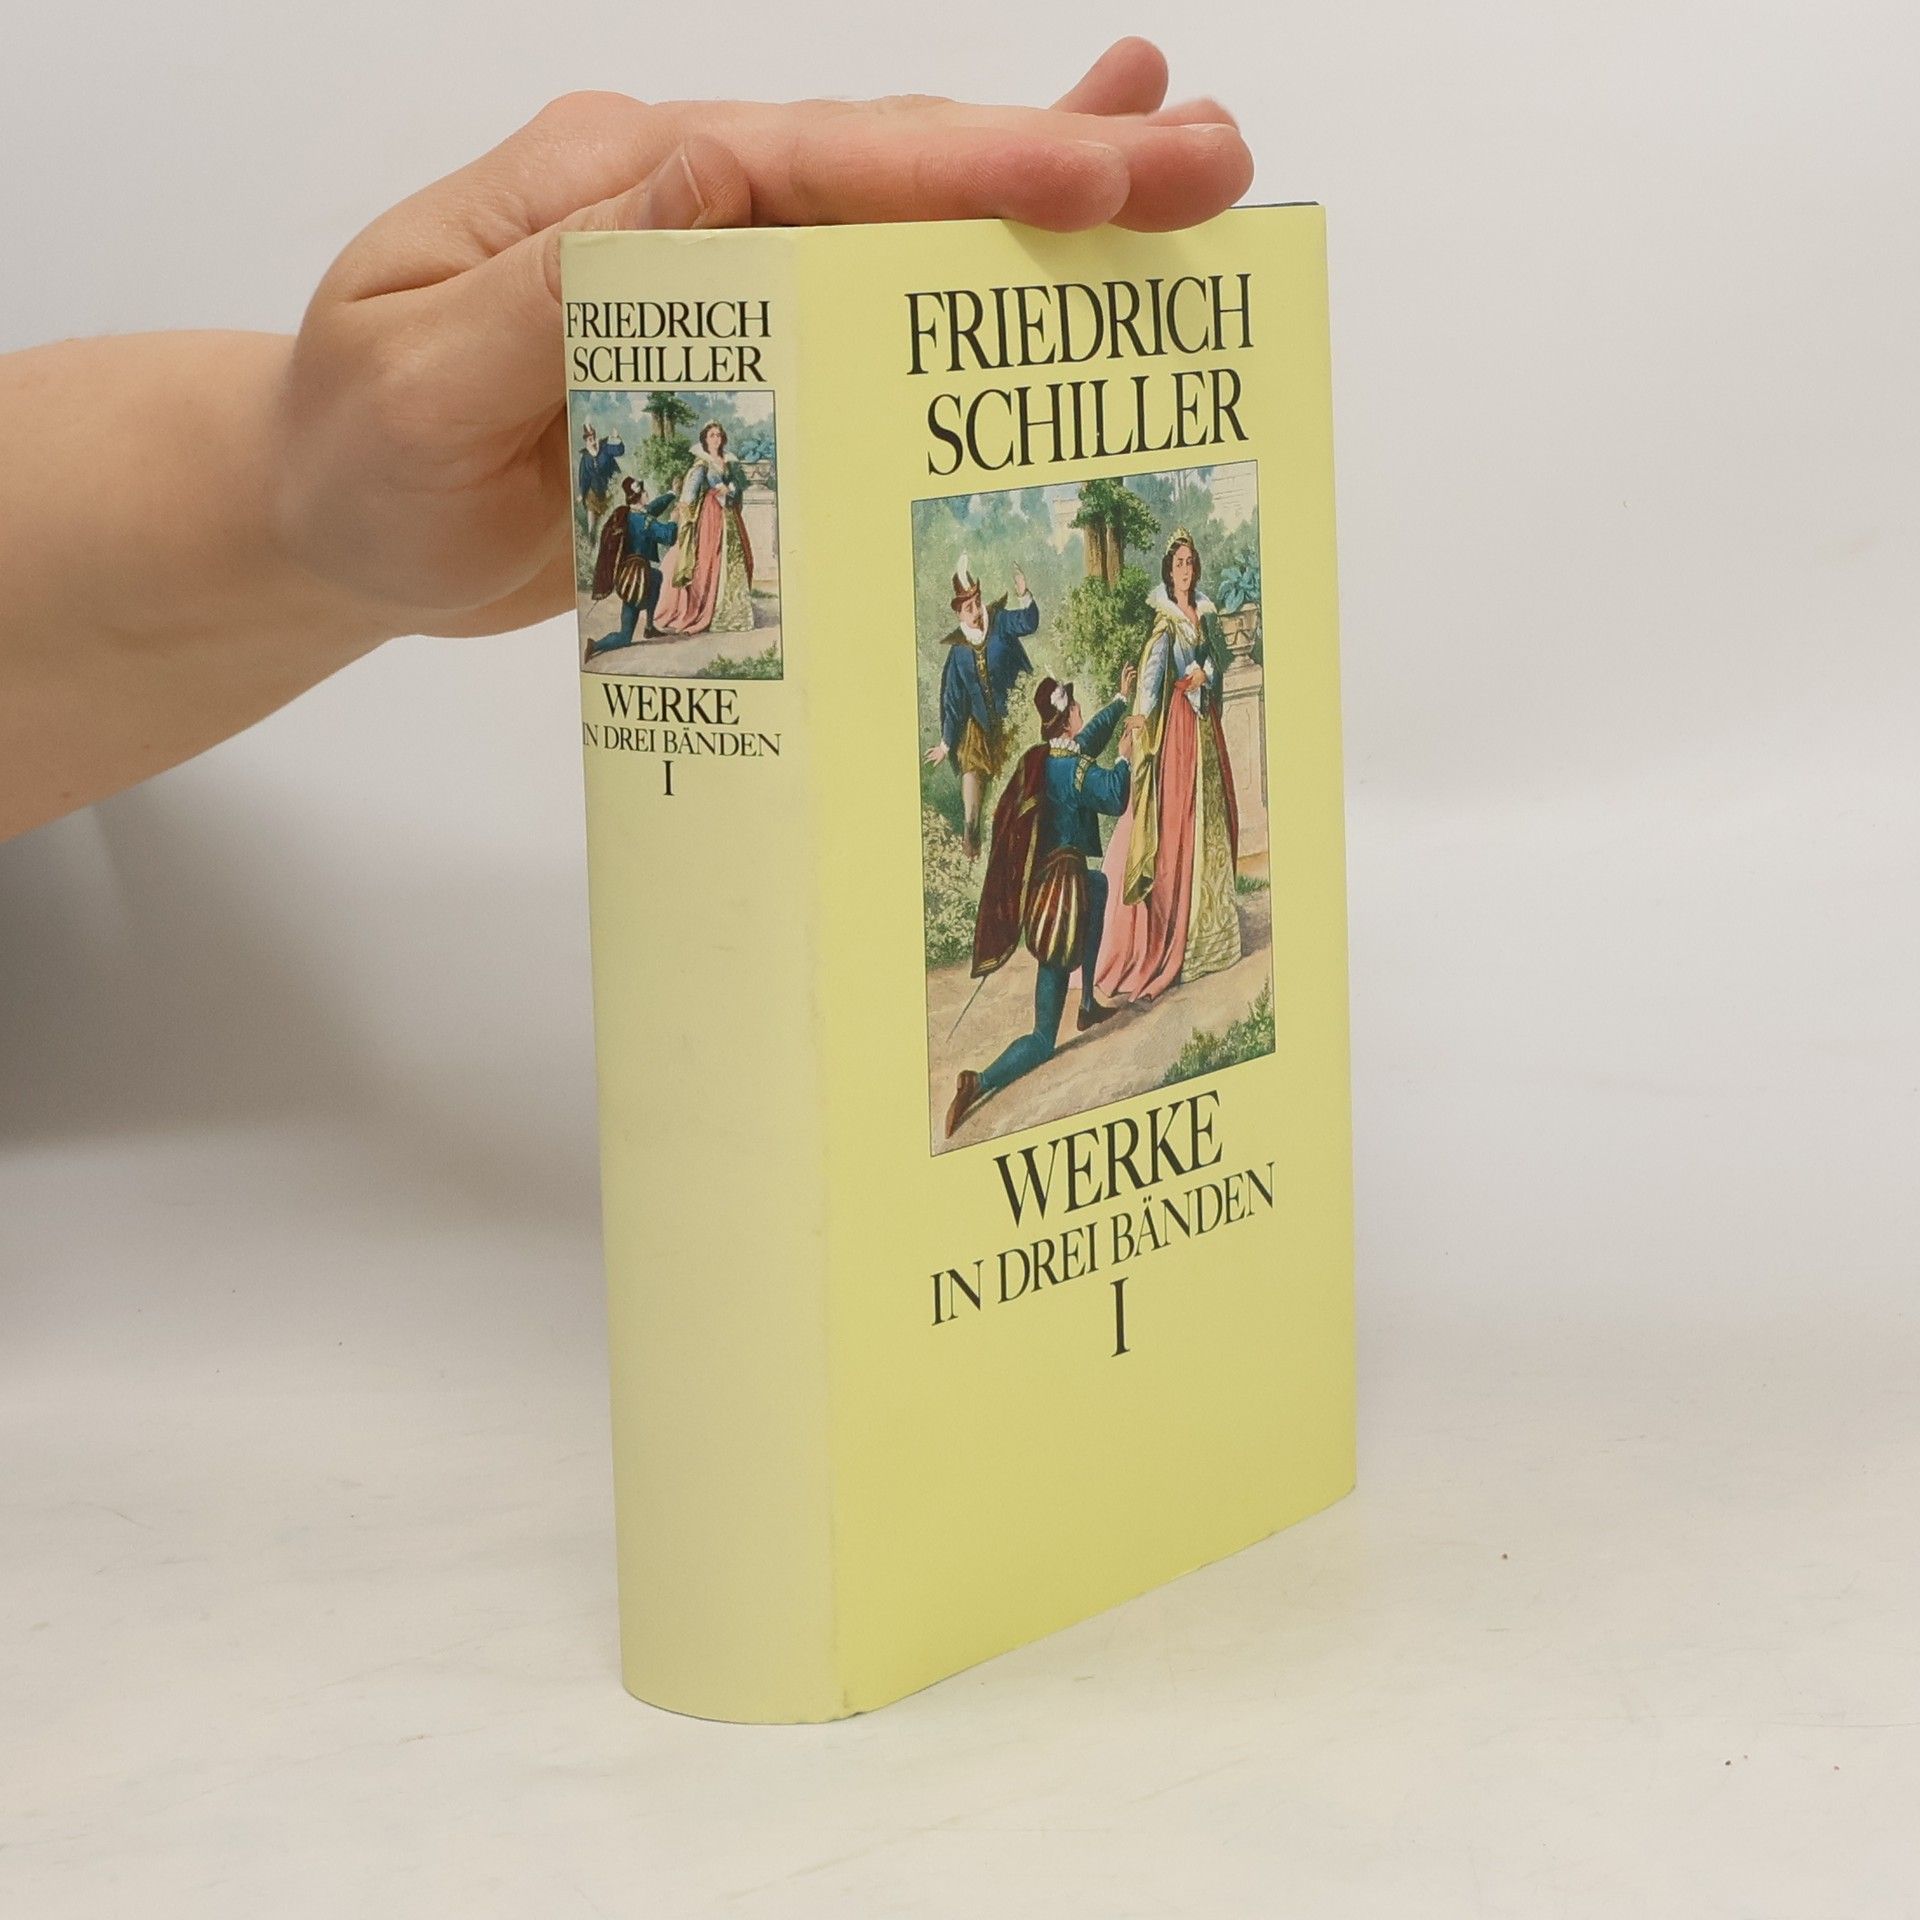 FRIEDRICH
SCHILLER
WERKE
IN DREI BÄNDEN
I
FRIEDRICH
SCHILLER
WERKE
IN DREI BÄNDEN
I